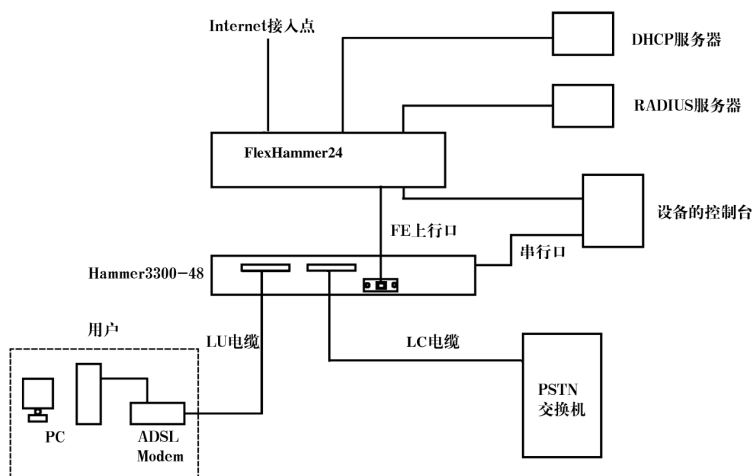 Internet接入点
DHCP服务器
RADIUS服务器
FlexHammer24
设备的控制台
FE上行口
串行口
Hammer3300-48
用户
LU电缆
LC电缆
PSTN
交换机
PC
ADSL
Modem